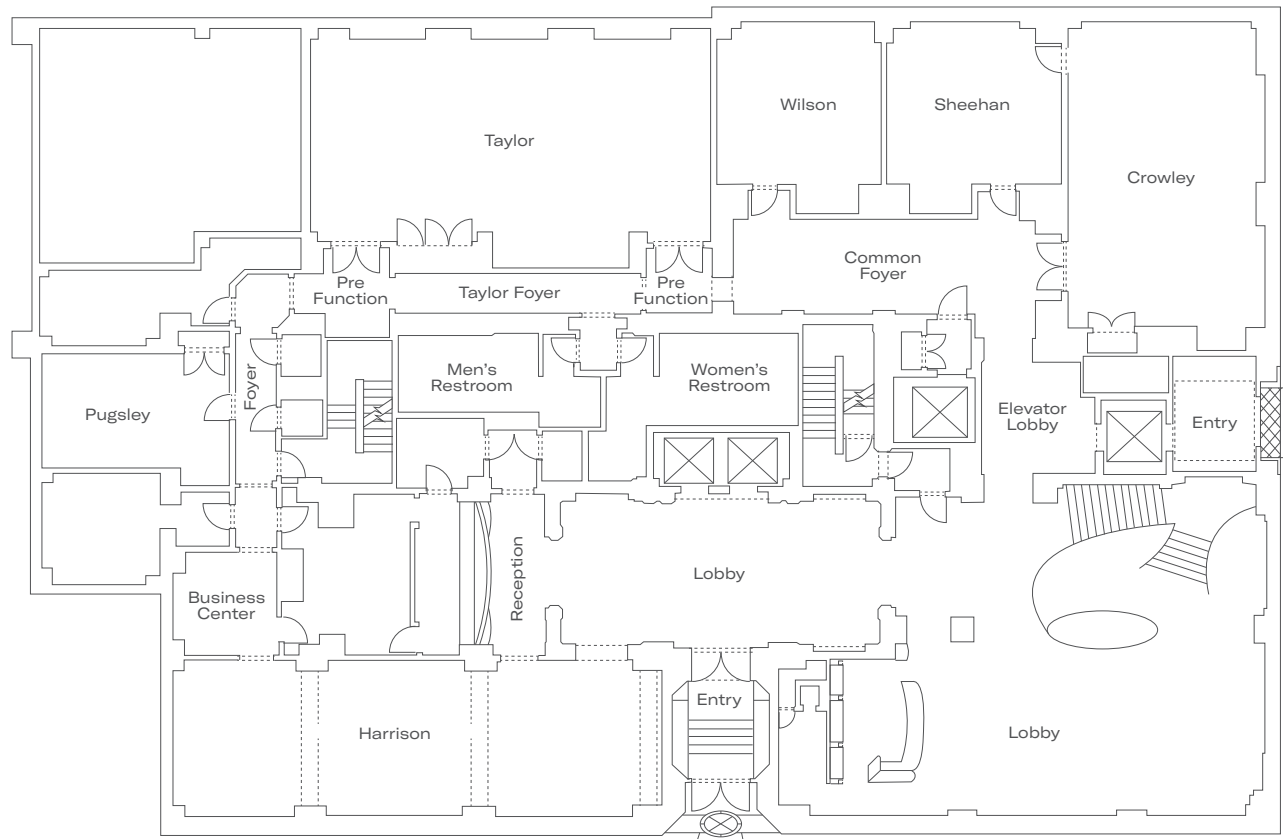 Wilson
Sheehan
Taylor
Crowley
Common
Foyer
Pre
Function
Taylor Foyer
Pre
Function
Men's
Restroom
Women's
Restroom
Foyer
Pugsley
Elevator
Lobby
Entry
Reception
Lobby
Business
Center
Entry
Harrison
Lobby